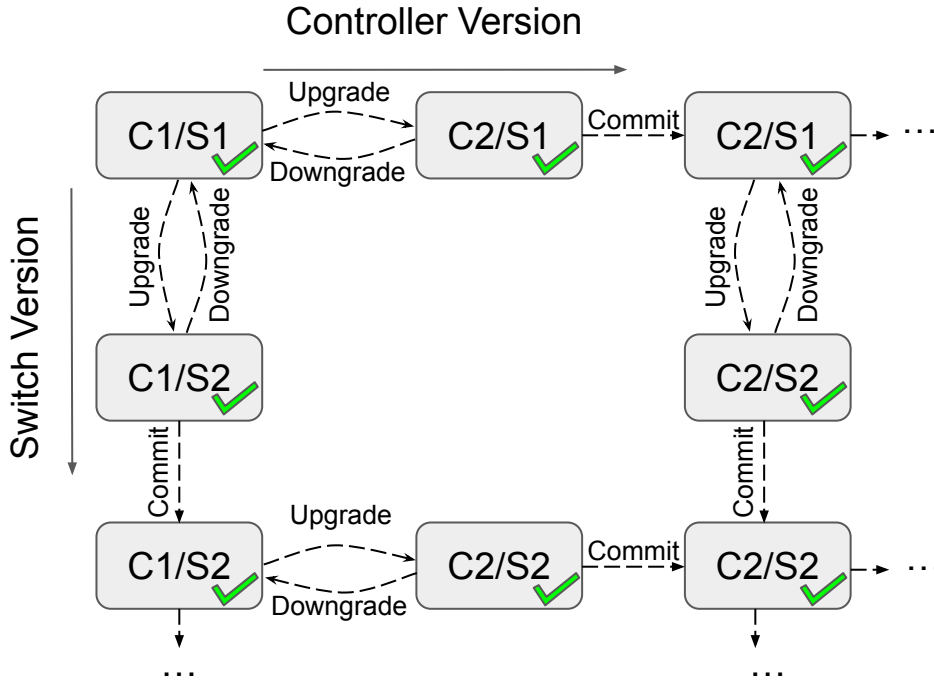 Controller Version
Upgrade
C1/S1
C2/S1
Commit
C2/S1
...
Downgrade
Switch Version
Upgrade
Downgrade
Upgrade
Downgrade
C1/S2
C2/S2
Commit
Commit
Upgrade
C1/S2
C2/S2
Commit
C2/S2
..
Downgrade
...
...